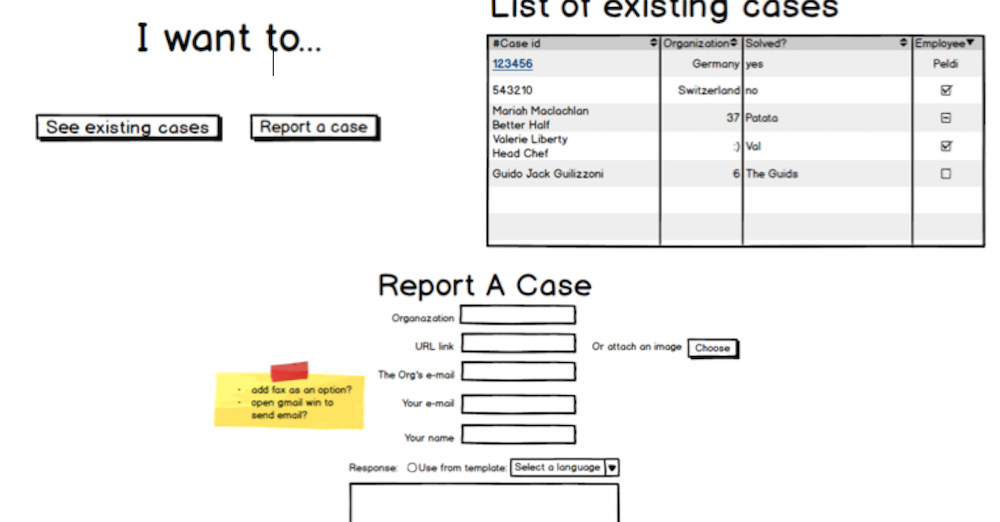 I want to...
See existing cases
Report a case
List of existing cases
#Case id Organization Solved? Employee
123456 Germany yes Peldi
543210 Switzerland no
Mariah Maclachlan
Better Half 37 Patata
Valerie Liberty
Head Chef :) Val
Guido Jack Guilizzoni 6 The Guids
Report A Case
Organazation
URL link Or attach an image Choose
The Org's e-mail
Your e-mail
Your name
add fax as an option?
open gmail win to
send email?
Response: Use from template: Select a language